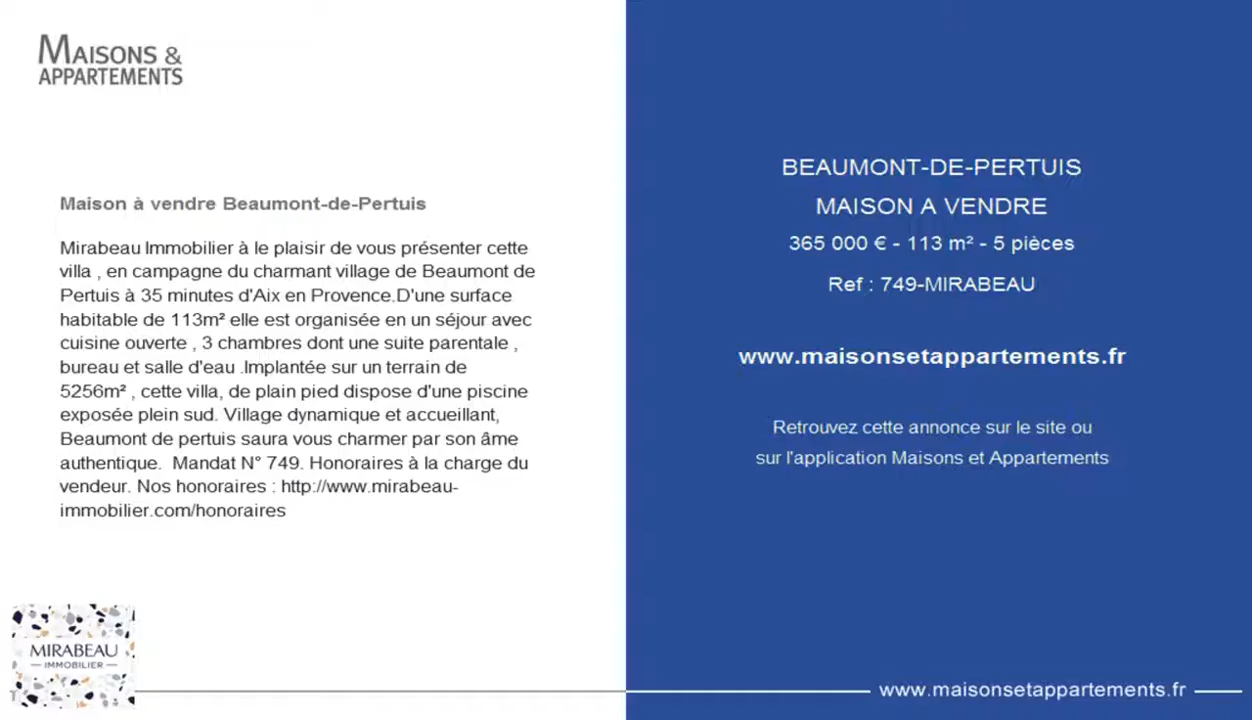 MAISONS &
APPARTEMENTS
Maison à vendre Beaumont-de-Pertuis
Mirabeau Immobilier à le plaisir de vous présenter cette
villa , en campagne du charmant village de Beaumont de
Pertuis à 35 minutes d'Aix en Provence.D'une surface
habitable de 113m² elle est organisée en un séjour avec
cuisine ouverte , 3 chambres dont une suite parentale ,
bureau et salle d'eau .Implantée sur un terrain de
5256m² , cette villa, de plain pied dispose d'une piscine
exposée plein sud. Village dynamique et accueillant,
Beaumont de pertuis saura vous charmer par son âme
authentique.  Mandat N° 749. Honoraires à la charge du
vendeur. Nos honoraires : http://www.mirabeau-
immobilier.com/honoraires
MIRABEAU
IMMOBILIER
BEAUMONT-DE-PERTUIS
MAISON A VENDRE
365 000 € - 113 m² - 5 pièces
Ref : 749-MIRABEAU
www.maisonsetappartements.fr
Retrouvez cette annonce sur le site ou
sur l'application Maisons et Appartements
www.maisonsetappartements.fr